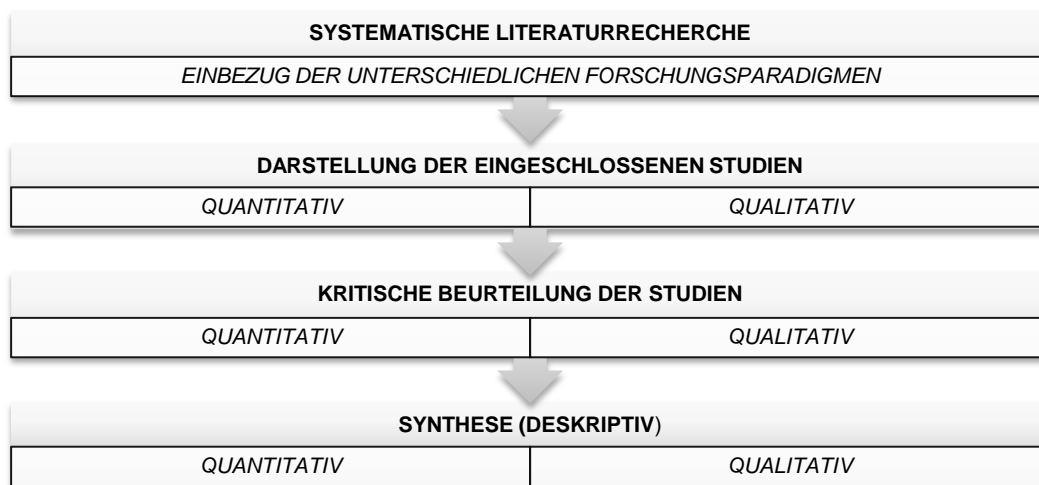 SYSTEMATISCHE LITERATURRECHERCHE
EINBEZUG DER UNTERSCHIEDLICHEN FORSCHUNGSPARADIGMEN
DARSTELLUNG DER EINGESCHLOSSENEN STUDIEN
QUANTITATIV QUALITATIV
KRITISCHE BEURTEILUNG DER STUDIEN
QUANTITATIV QUALITATIV
SYNTHESE (DESKRIPTIV)
QUANTITATIV QUALITATIV